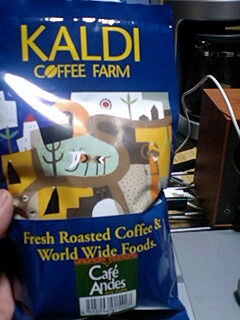 KALDI
COFFEE FARM
Fresh Roasted Coffee &
World Wide Foods.
Café
Andes